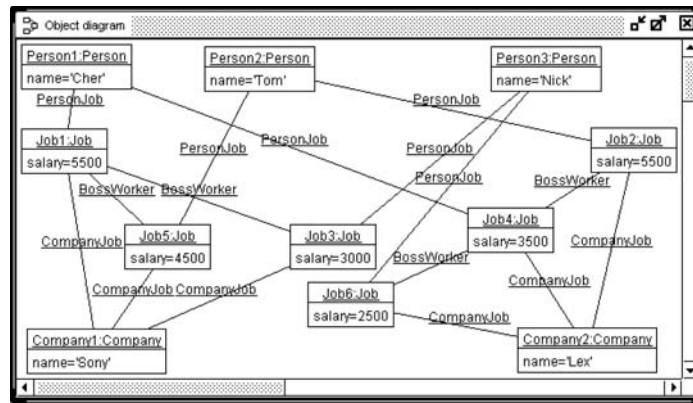 Object diagram
Person1:Person
name='Cher'
Person2:Person
name='Tom'
Person3:Person
name='Nick'
PersonJob
PersonJob
PersonJob
PersonJob
PersonJob
PersonJob
Job1:Job
salary=5500
Job2:Job
salary=5500
BossWorker
BossWorker
BossWorker
Job5:Job
salary=4500
Job3:Job
salary=3000
Job4:Job
salary=3500
CompanyJob
CompanyJob
BossWorker
CompanyJob
CompanyJob
CompanyJob
Job6:Job
salary=2500
CompanyJob
Company1:Company
name='Sony'
Company2:Company
name='Lex'